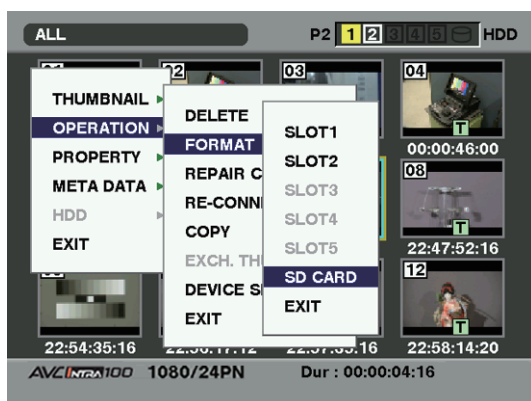 ALL P2 1 2 3 4 5 HDD
02 03 04
THUMBNAIL
OPERATION
PROPERTY
META DATA
HDD
EXIT
DELETE
FORMAT
REPAIR C
RE-CONN
COPY
EXCH. TH
DEVICE S
EXIT
SLOT1
SLOT2
SLOT3
SLOT4
SLOT5
SD CARD
EXIT
T
00:00:46:00
08
T
22:47:52:16
12
T
22:54:35:16 22:58:14:20
AVC INTRA 100 1080/24PN Dur : 00:00:04:16